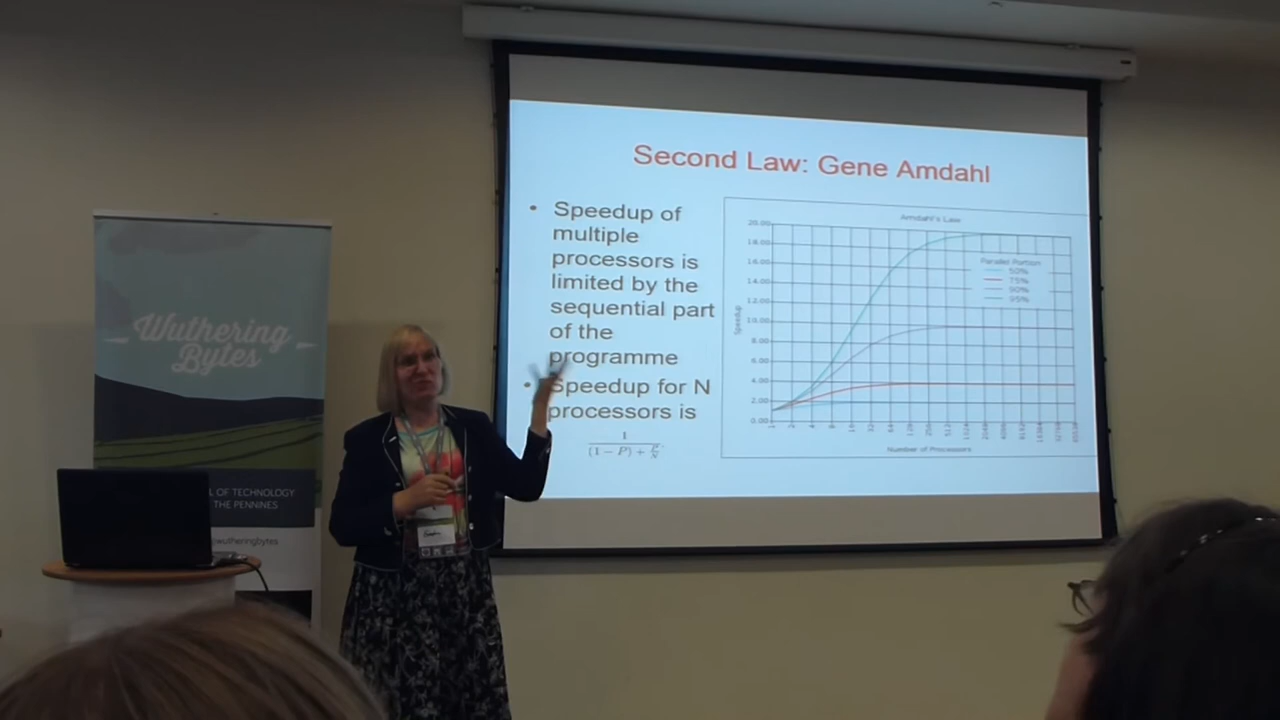 Second Law: Gene Amdahl
• Speedup of
multiple
processors is
limited by the
sequential part
of the
programme
• Speedup for N
processors is
1
(1 − P) + P/N
Amdahl's Law
20.00
18.00
16.00
14.00
12.00
10.00
8.00
6.00
4.00
2.00
0.00
Speedup
Parallel Portion
50%
75%
90%
95%
Number of Processors
Wuthering
Bytes
OF TECHNOLOGY
THE PENNINES
wutheringbytes